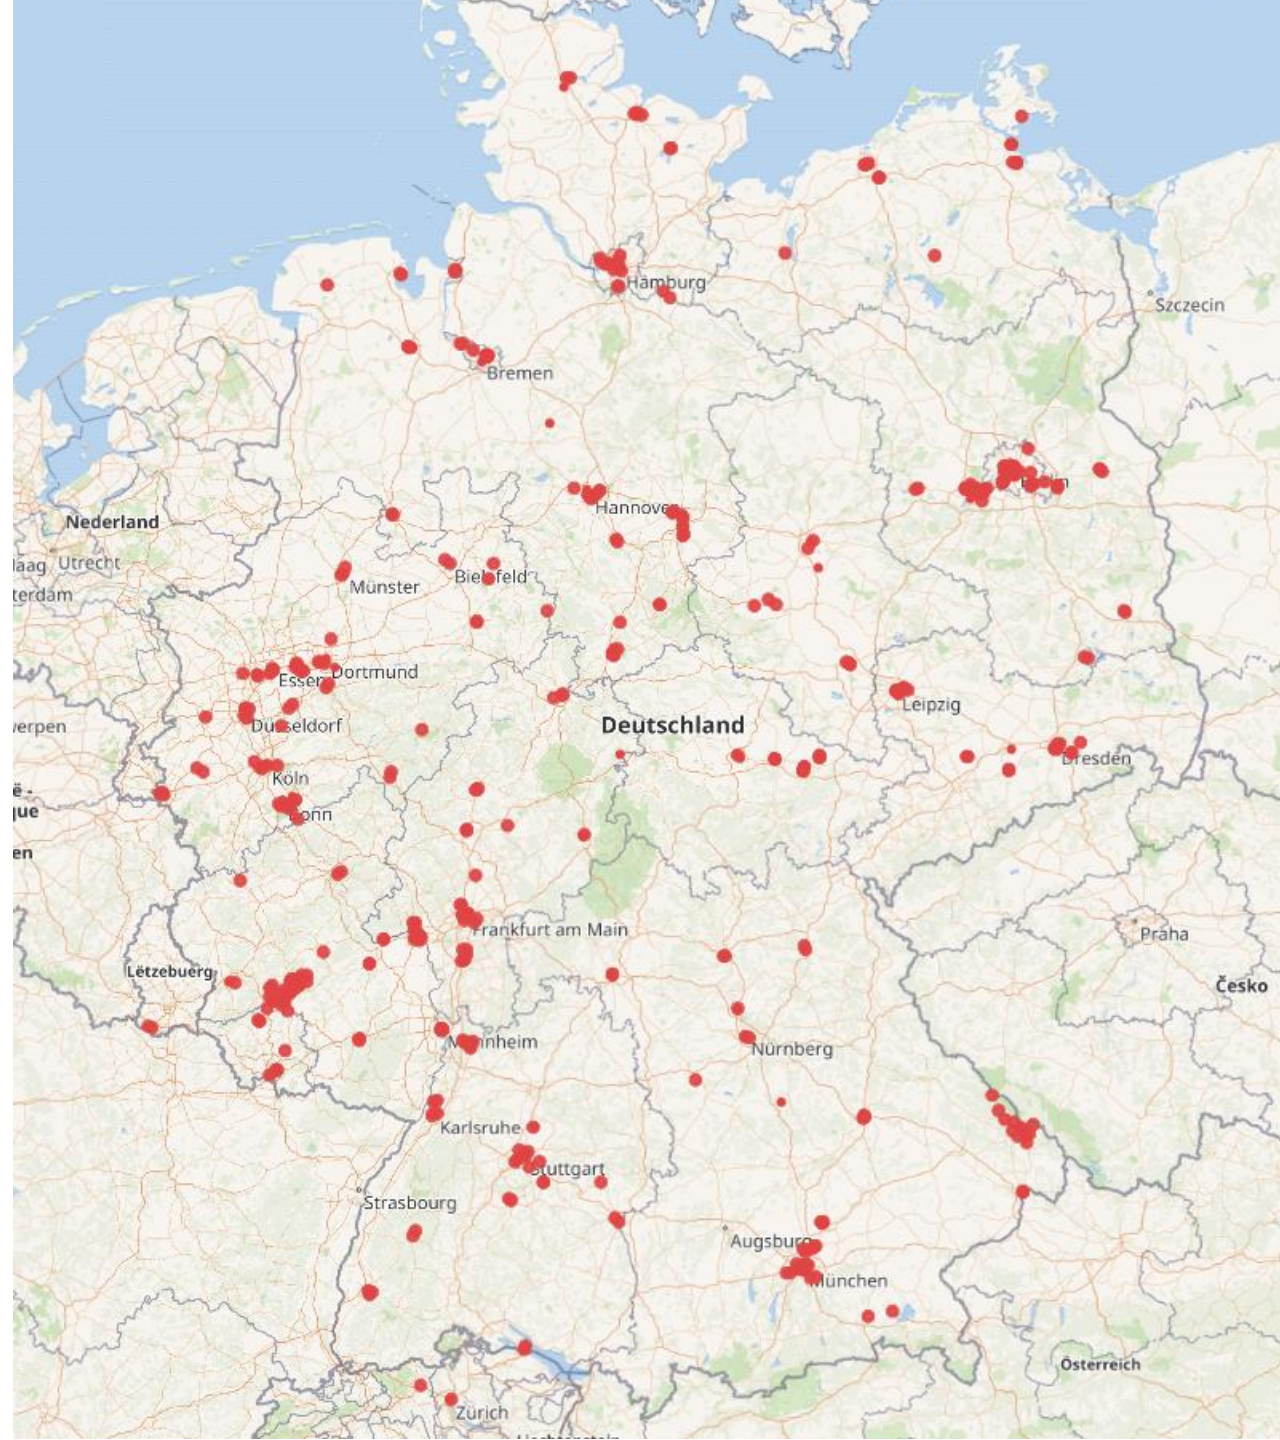 Hamburg
Szczecin
Bremen
Hannover
Nederland
Utrecht
Münster
Bielefeld
Dortmund
Essen
Leipzig
Düsseldorf
Deutschland
Dresden
Köln
Bonn
Frankfurt am Main
Praha
Lëtzebuerg
Česko
Mannheim
Nürnberg
Karlsruhe
Stuttgart
Strasbourg
Augsburg
München
Österreich
Zürich